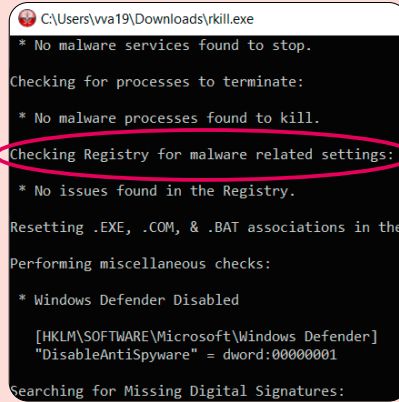 C:\Users\vva19\Downloads\rkill.exe
* No malware services found to stop.
Checking for processes to terminate:
* No malware processes found to kill.
Checking Registry for malware related settings:
* No issues found in the Registry.
Resetting .EXE, .COM, & .BAT associations in the
Performing miscellaneous checks:
* Windows Defender Disabled
[HKLM\SOFTWARE\Microsoft\Windows Defender]
"DisableAntiSpyware" = dword:00000001
Searching for Missing Digital Signatures: